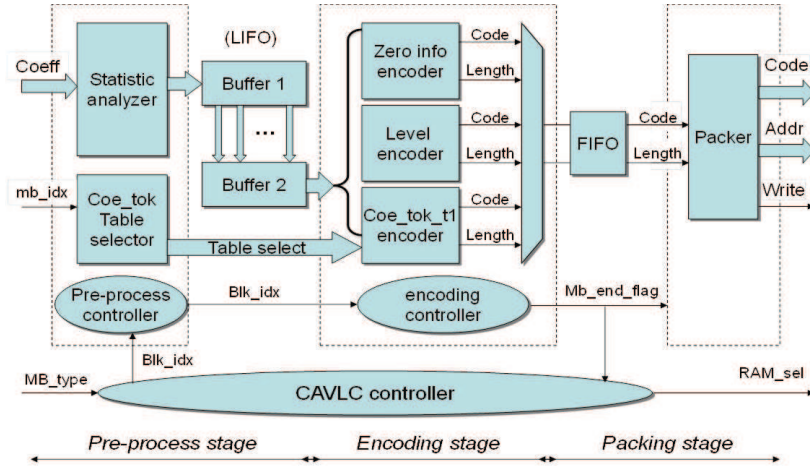 (LIFO)
Coeff
Statistic
analyzer
Buffer 1
...
Buffer 2
Zero info
encoder
Code
Length
Level
encoder
Code
Length
Coe_tok_t1
encoder
Code
Length
FIFO
Code
Length
Packer
Code
Addr
Write
mb_idx
Coe_tok
Table
selector
Table select
Pre-process
controller
Blk_idx
encoding
controller
Mb_end_flag
Blk_idx
MB_type
CAVLC controller
RAM_sel
Pre-process stage
Encoding stage
Packing stage